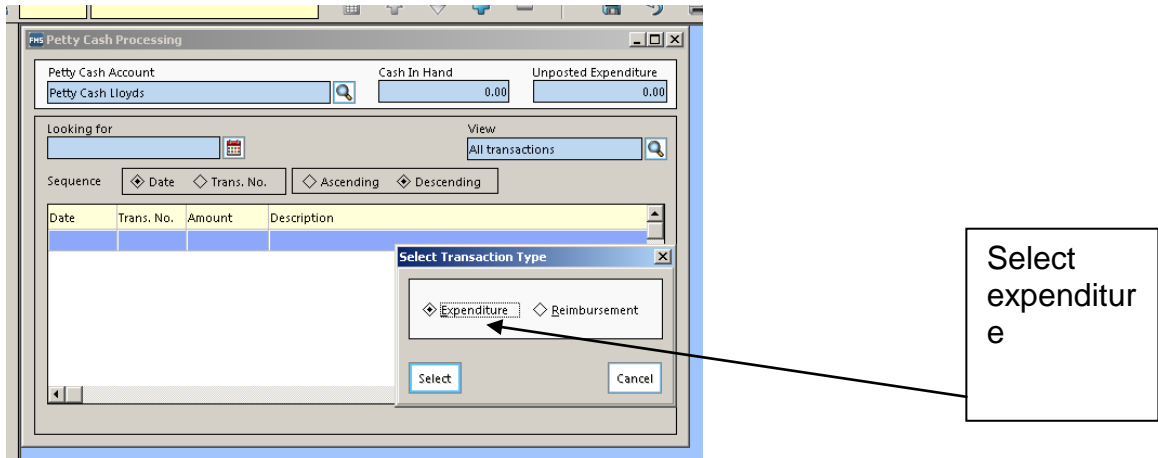 FMS Petty Cash Processing
Petty Cash Account Cash In Hand Unposted Expenditure
Petty Cash Lloyds 0.00 0.00
Looking for View
All transactions
Sequence Date Trans. No. Ascending Descending
Date Trans. No. Amount Description
Select Transaction Type
Expenditure Reimbursement
Select Cancel
Select
expenditur
e